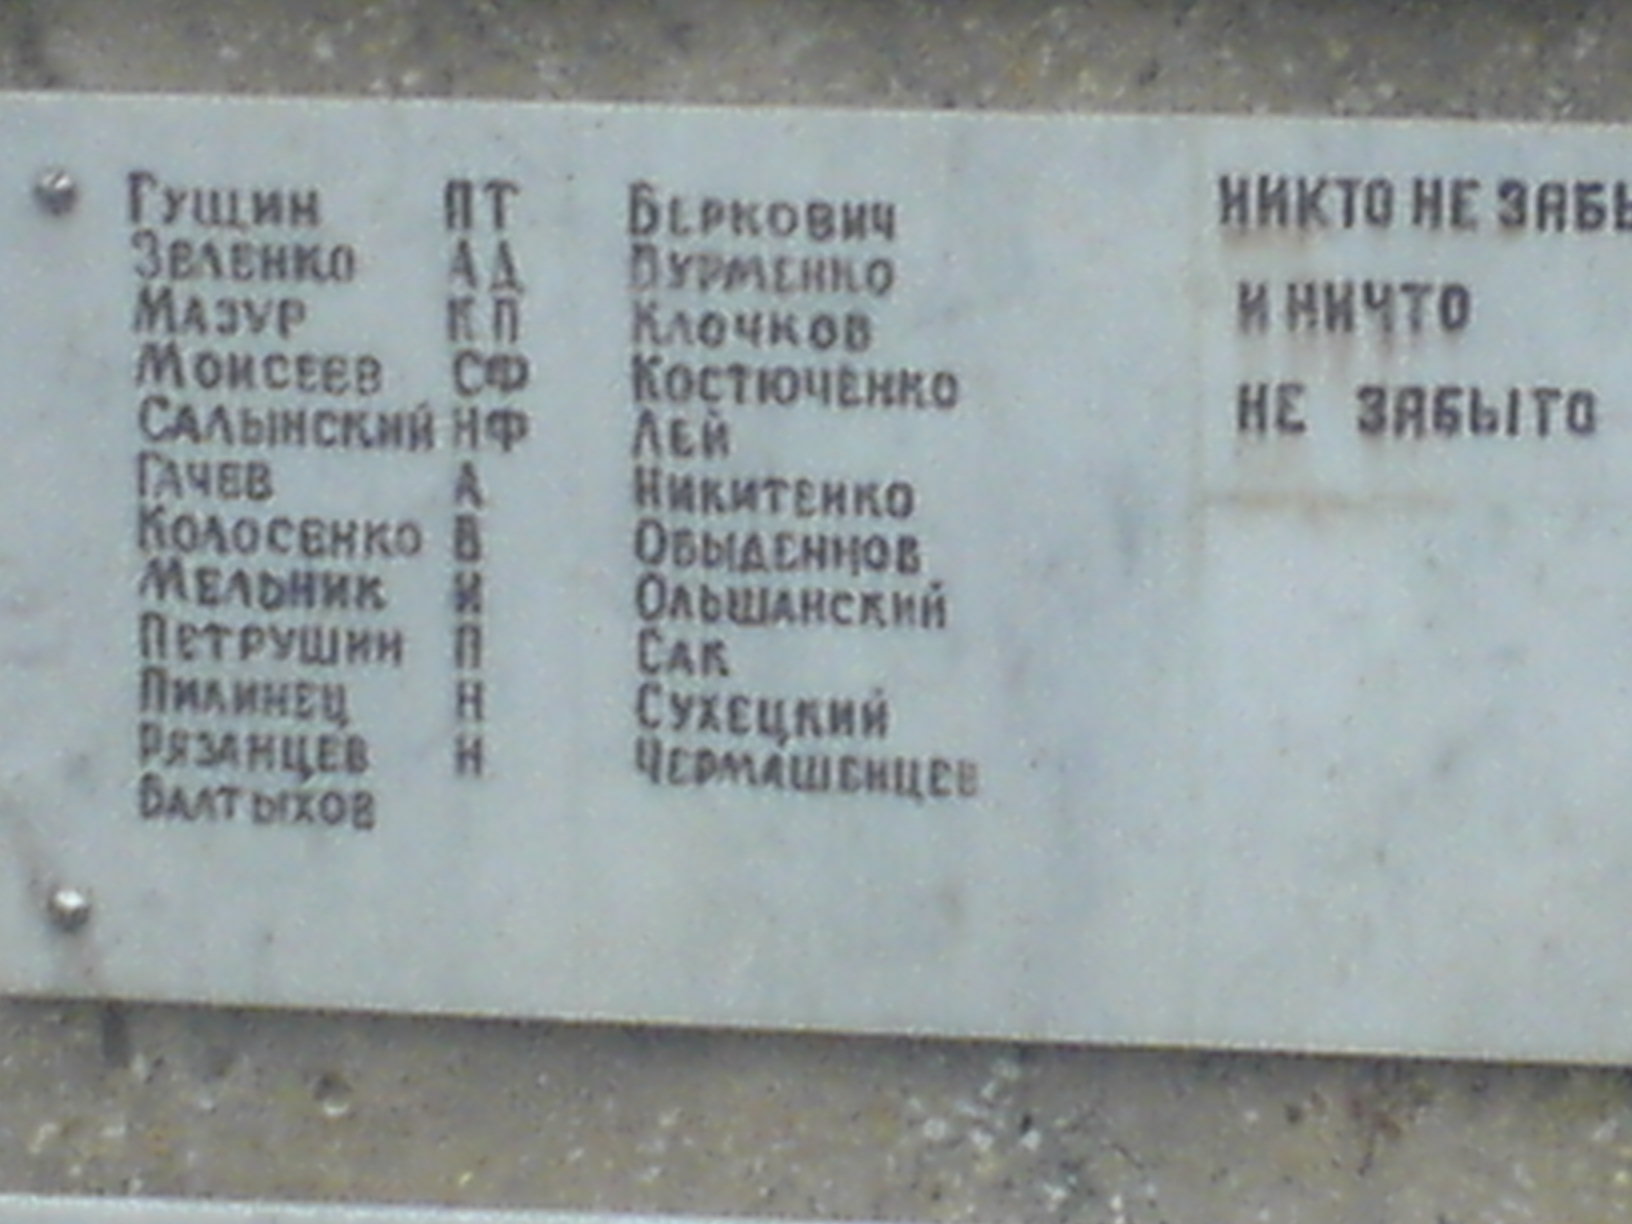 Гущин ПТ
Зеленко АД
Мазур КП
Моисеев СФ
Салынский НФ
Гачев А
Колосенко В
Мельник И
Петрушин П
Пилинец Н
Рязанцев Н
Балтыхов
Беркович
Бурменко
Клочков
Костюченко
Лей
Никитенко
Обыденнов
Ольшанский
Сак
Сухецкий
Чермашенцев
НИКТО НЕ ЗАБЫ
И НИЧТО
НЕ ЗАБЫТО